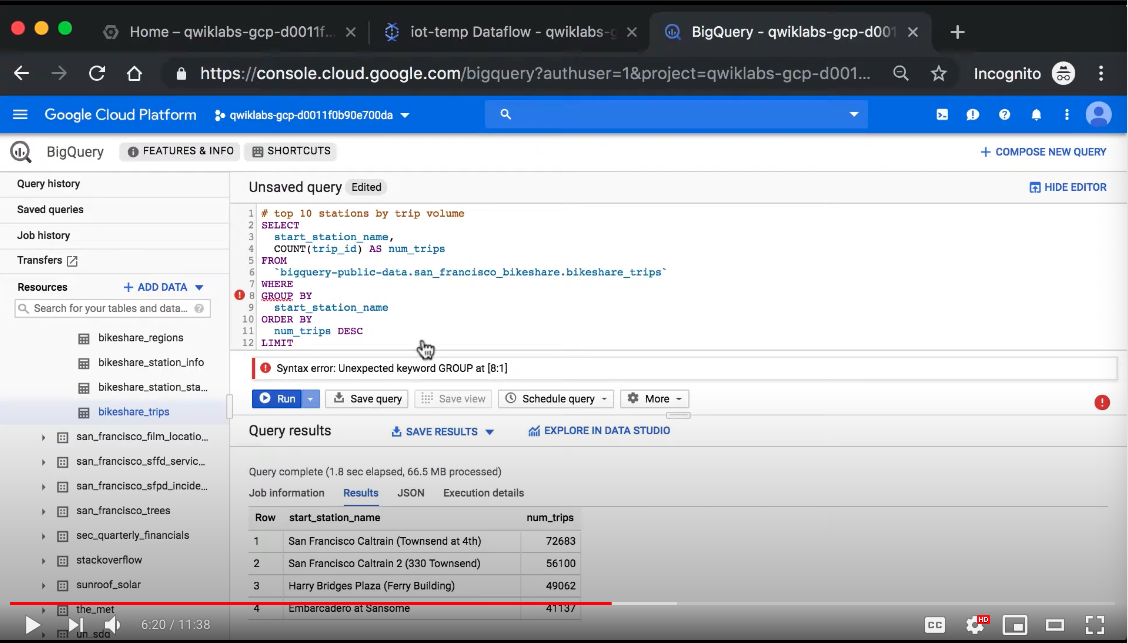 Home – qwiklabs-gcp-d0011f...
iot-temp Dataflow - qwiklabs-g
BigQuery - qwiklabs-gcp-d001
https://console.cloud.google.com/bigquery?authuser=1&project=qwiklabs-gcp-d001...
Incognito
Google Cloud Platform
qwiklabs-gcp-d0011f0b90e700da
BigQuery
FEATURES & INFO
SHORTCUTS
+ COMPOSE NEW QUERY
Query history
Saved queries
Job history
Transfers
Resources
+ ADD DATA
Search for your tables and data...
bikeshare_regions
bikeshare_station_info
bikeshare_station_sta...
bikeshare_trips
san_francisco_film_locatio...
san_francisco_sffd_servic...
san_francisco_sfpd_incide...
san_francisco_trees
sec_quarterly_financials
stackoverflow
sunroof_solar
the_met
un_sdg
Unsaved query Edited
HIDE EDITOR
1 # top 10 stations by trip volume
2 SELECT
3 start_station_name,
4 COUNT(trip_id) AS num_trips
5 FROM
6 `bigquery-public-data.san_francisco_bikeshare.bikeshare_trips`
7 WHERE
8 GROUP BY
9 start_station_name
10 ORDER BY
11 num_trips DESC
12 LIMIT
Syntax error: Unexpected keyword GROUP at [8:1]
Run
Save query
Save view
Schedule query
More
Query results
SAVE RESULTS
EXPLORE IN DATA STUDIO
Query complete (1.8 sec elapsed, 66.5 MB processed)
Job information Results JSON Execution details
Row start_station_name num_trips
1 San Francisco Caltrain (Townsend at 4th) 72683
2 San Francisco Caltrain 2 (330 Townsend) 56100
3 Harry Bridges Plaza (Ferry Building) 49062
4 Embarcadero at Sansome 41137
6:20 / 11:38
CC
HD